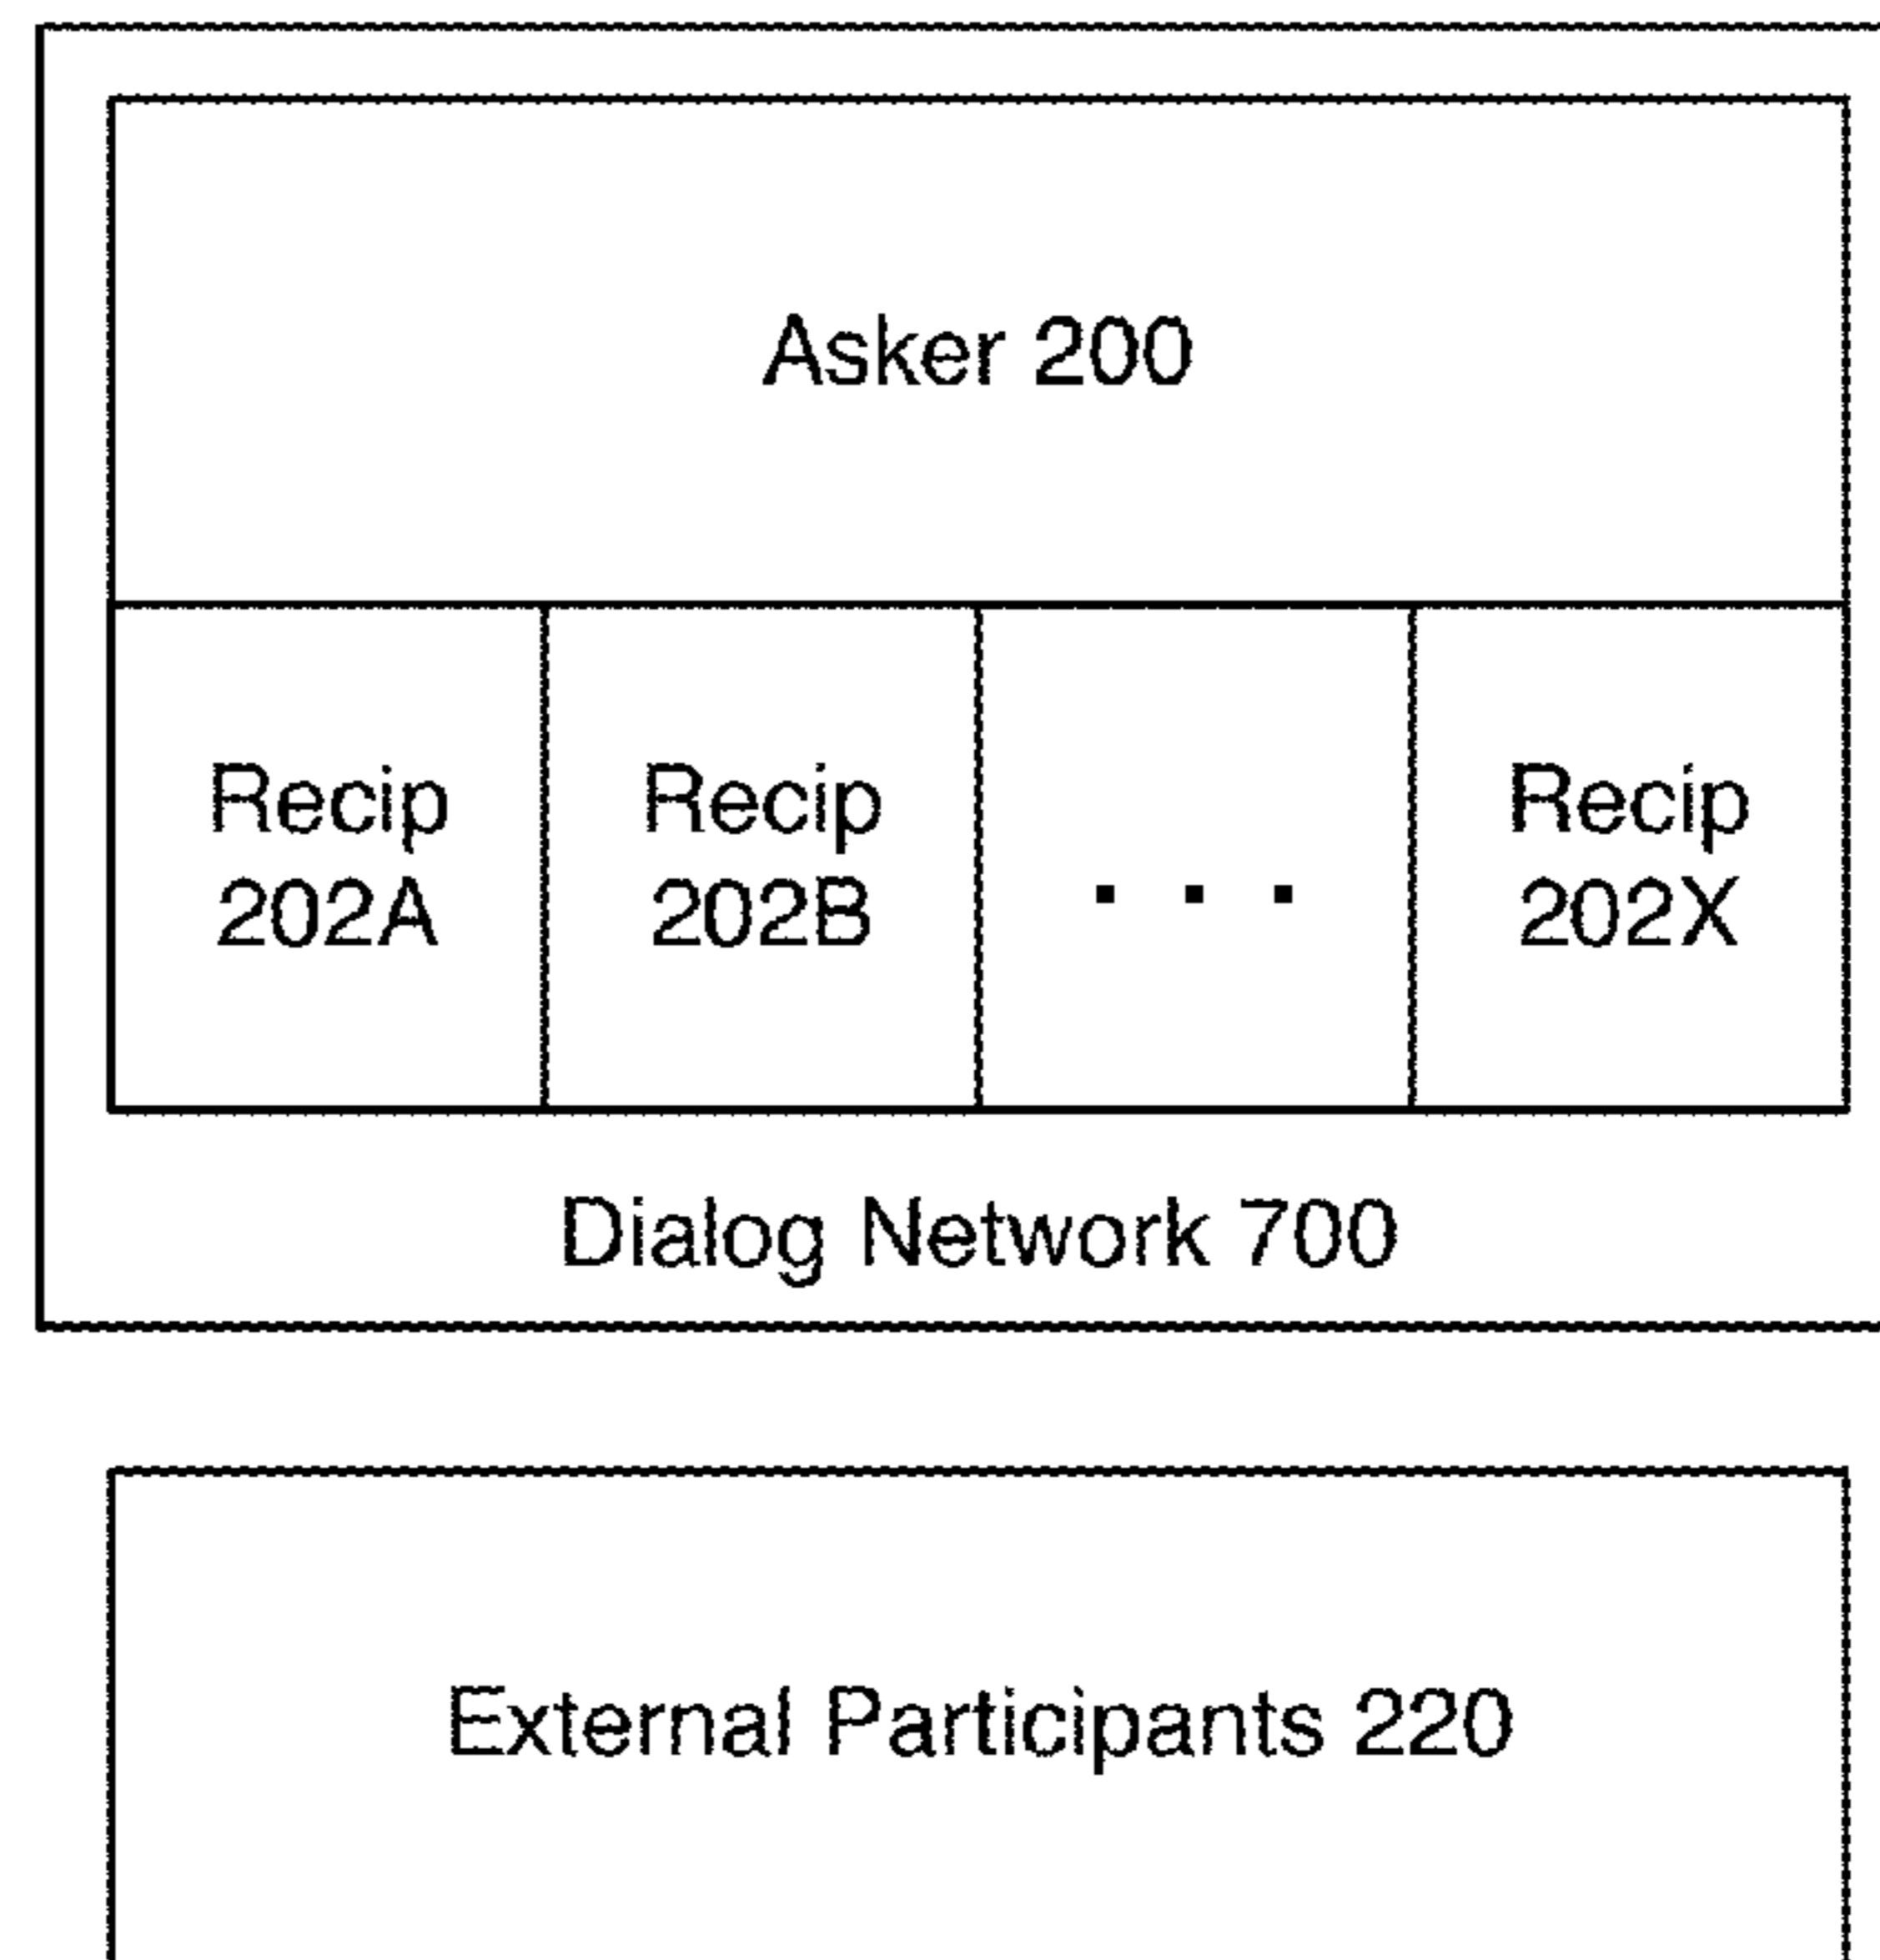 Asker 200
Recip
202A
Recip
202B
. . .
Recip
202X
Dialog Network 700
External Participants 220